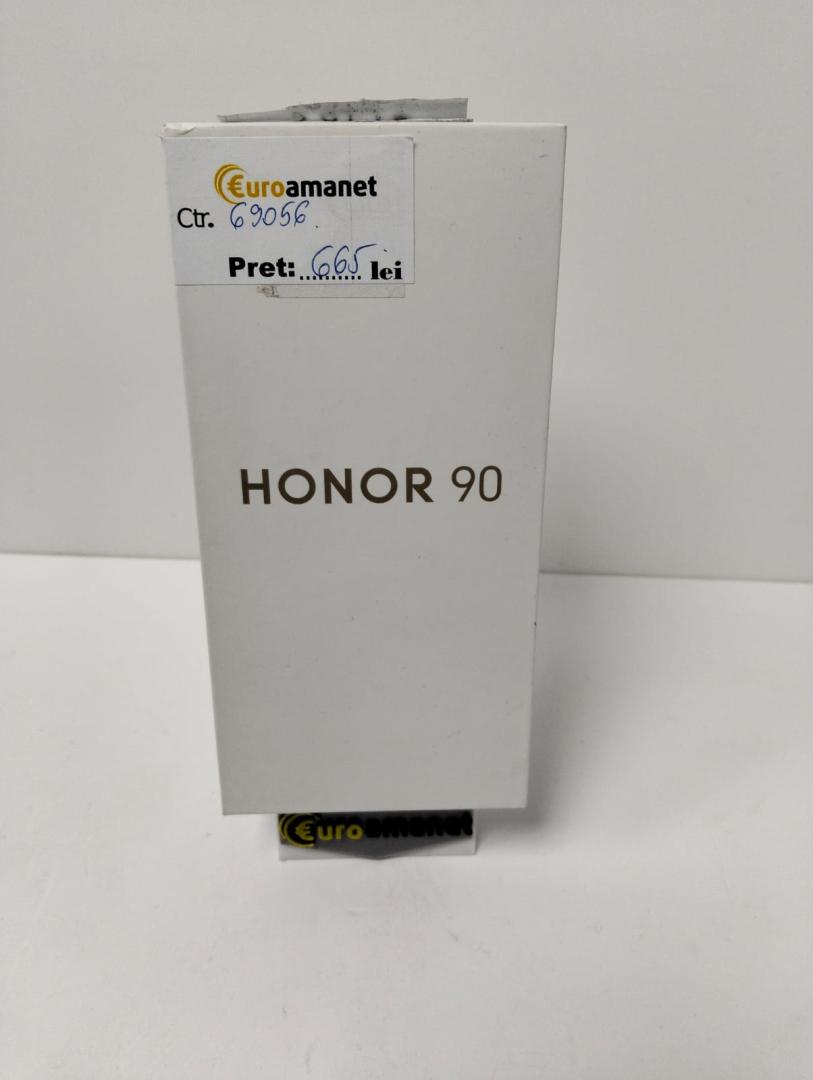 €uroamanet
Ctr. 69056.
Pret: 665 lei
HONOR 90
€uroamanet